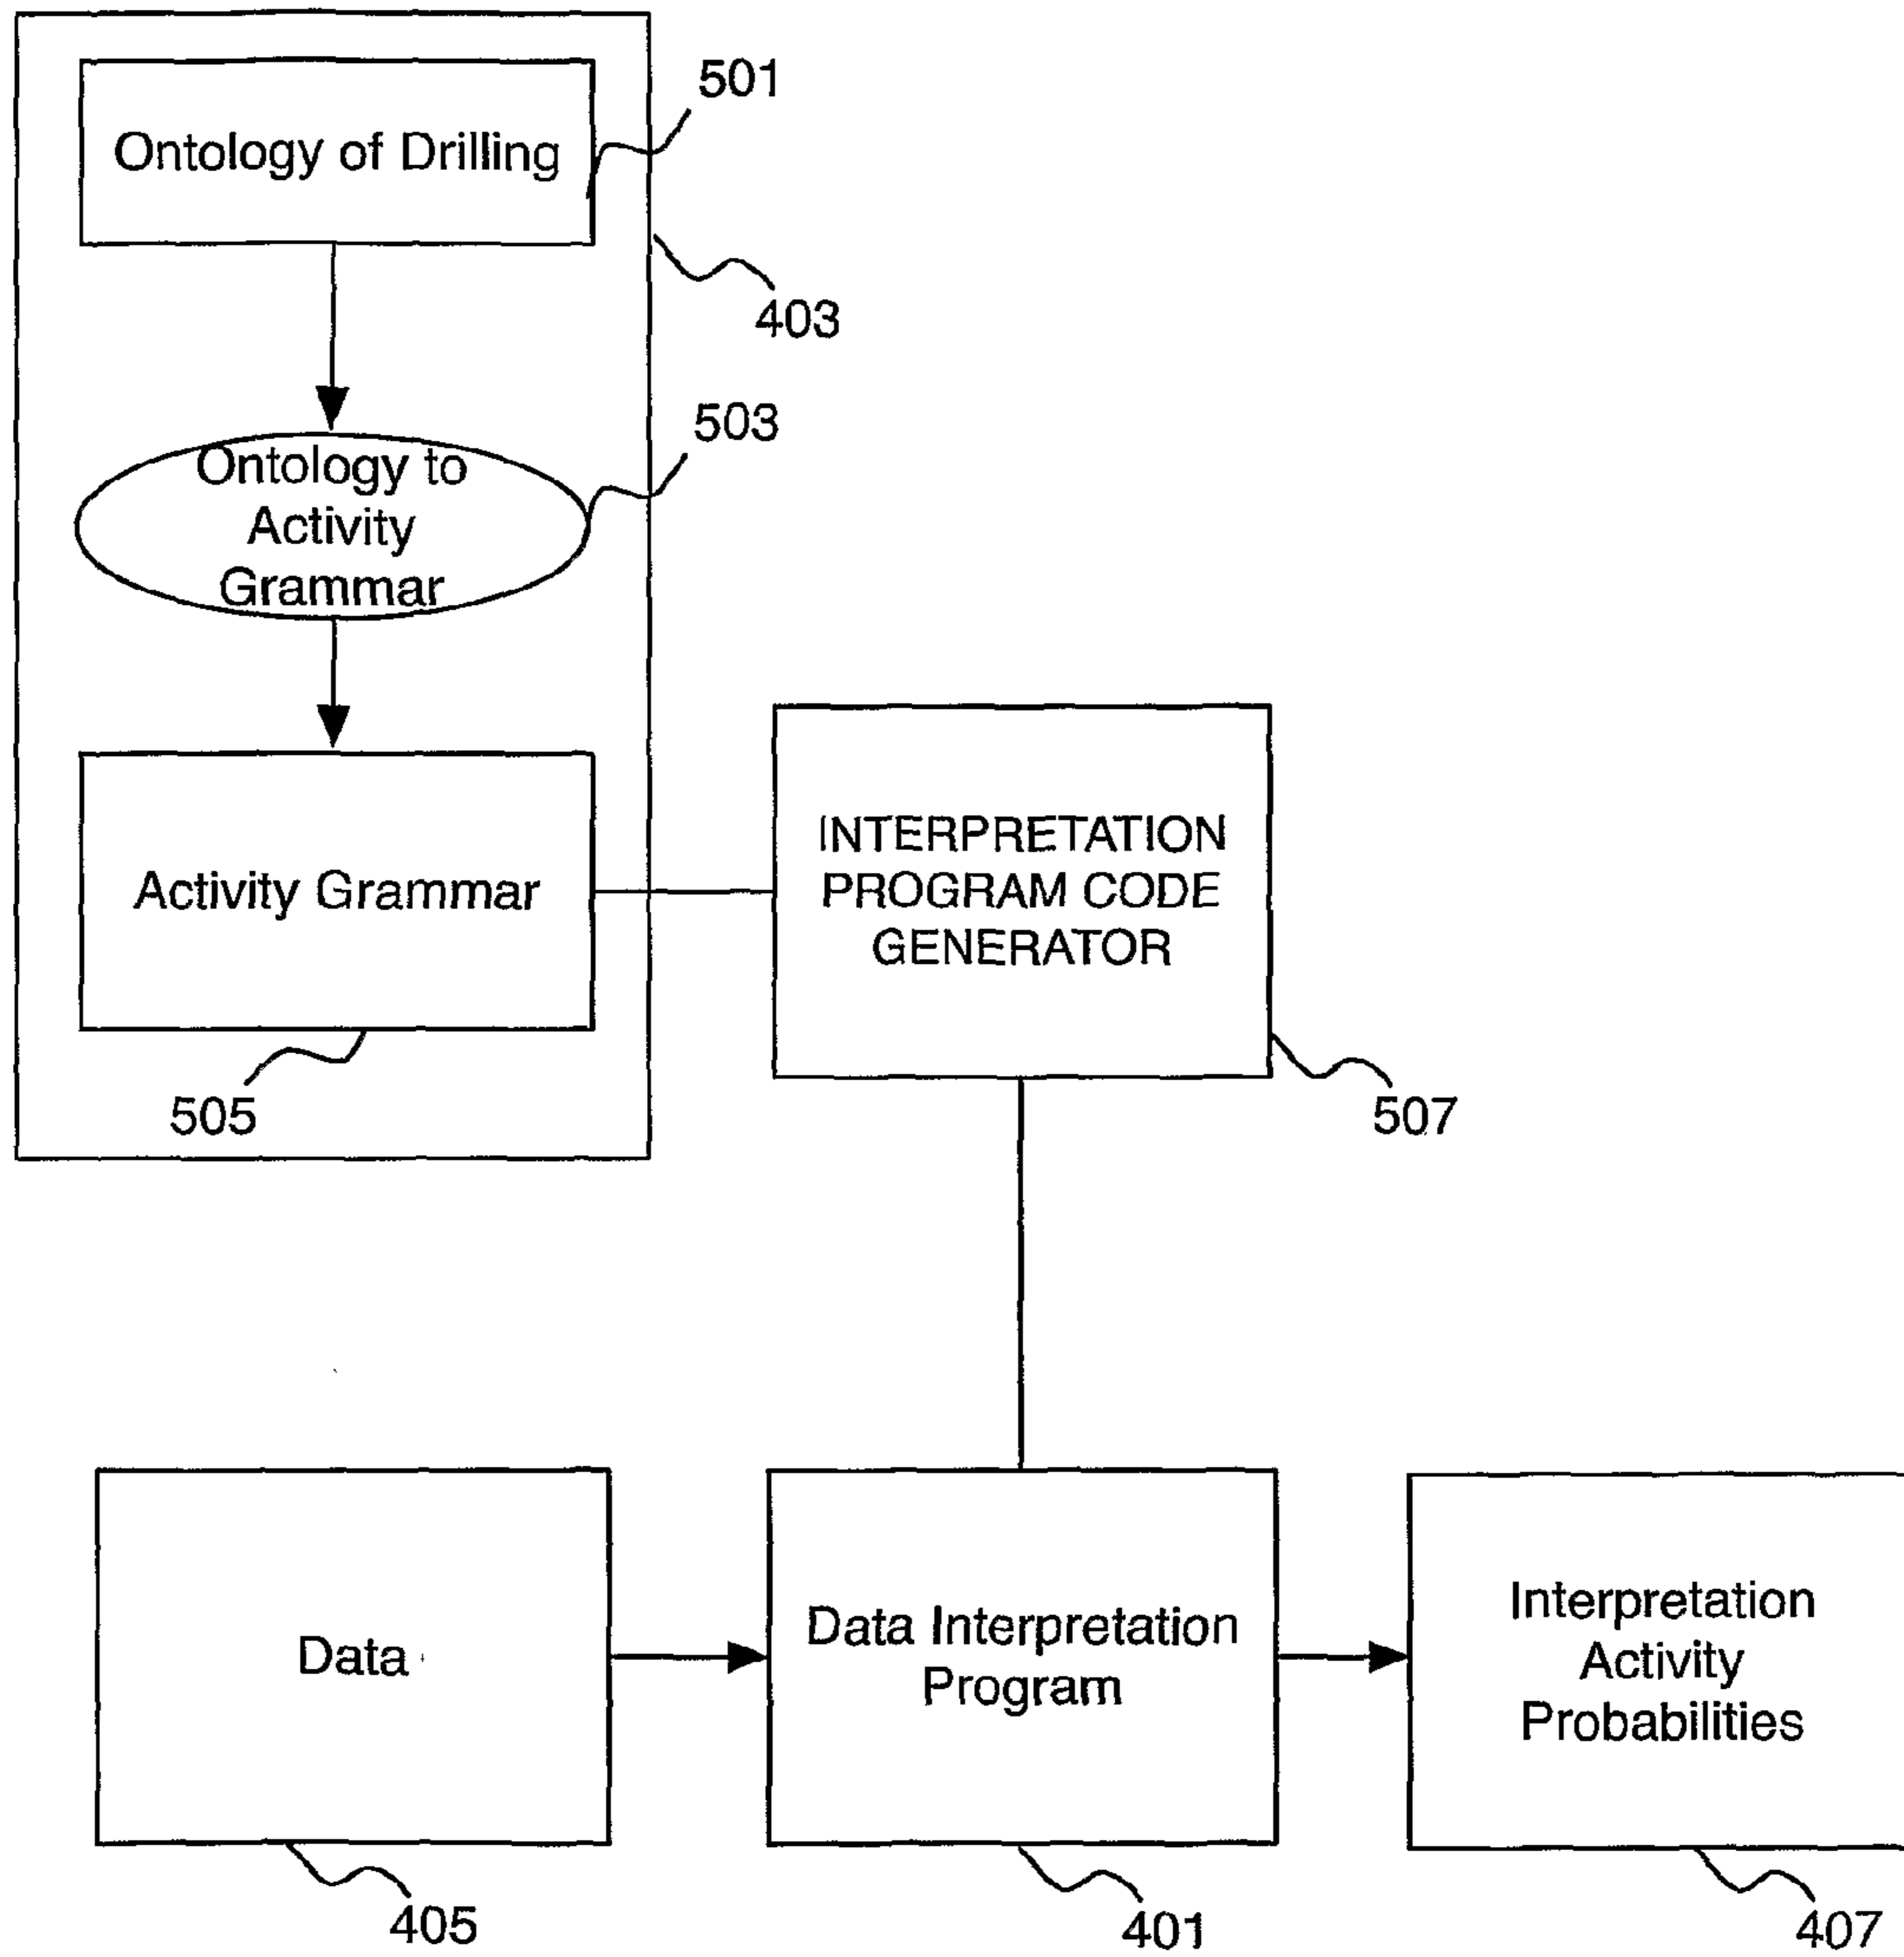 Ontology of Drilling
501
403
Ontology to
Activity
Grammar
503
Activity Grammar
505
INTERPRETATION
PROGRAM CODE
GENERATOR
507
Data
405
Data Interpretation
Program
401
Interpretation
Activity
Probabilities
407